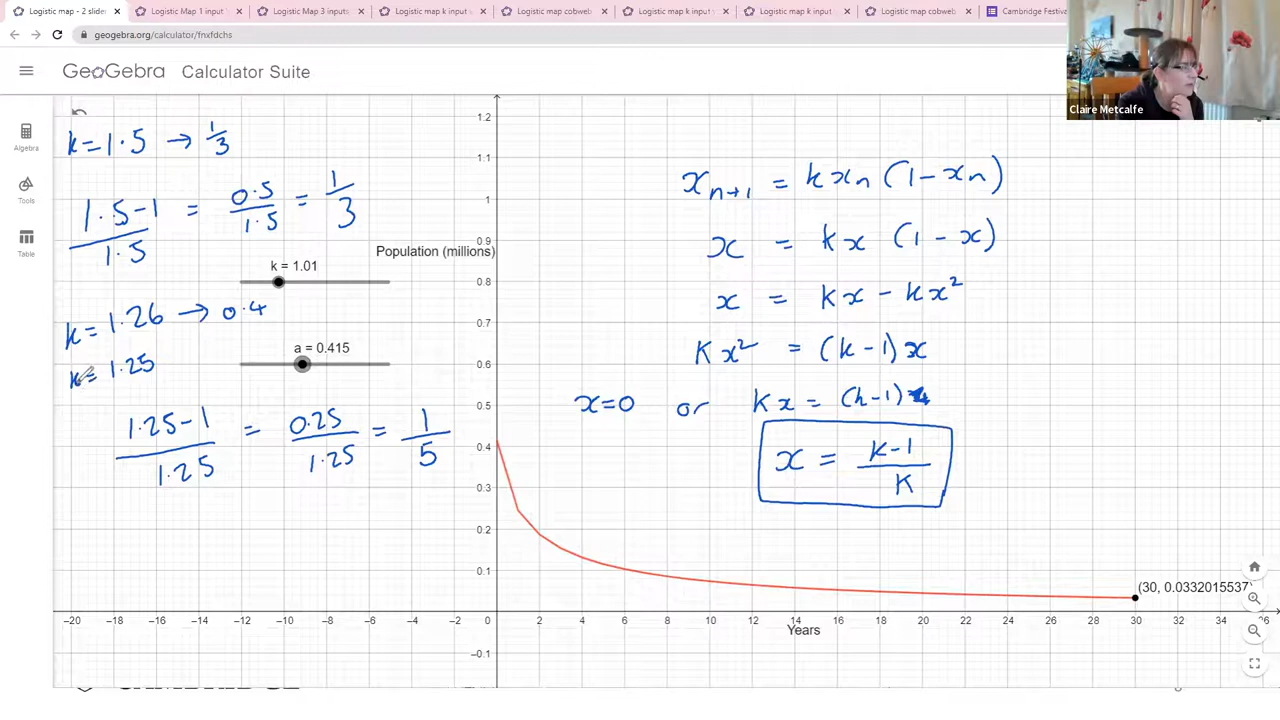 Logistic map - 2 slider
Logistic Map 1 input
Logistic Map 3 input
Logistic map k input v
Logistic map cobweb
Logistic map k input
Logistic map k input
Logistic map cobweb
Cambridge Festiva
geogebra.org/calculator/fnxfdchs
GeoGebra Calculator Suite
Claire Metcalfe
Algebra
Tools
Table
k = 1.5 → 1/3
(1.5-1)/1.5 = 0.5/1.5 = 1/3
k = 1.26 → 0.4
k = 1.25
(1.25-1)/1.25 = 0.25/1.25 = 1/5
k = 1.01
a = 0.415
Population (millions)
xₙ₊₁ = kxₙ (1-xₙ)
x = kx (1-x)
x = kx - kx²
Kx² = (k-1)x
x=0 or Kx = (k-1)
x = (k-1)/K
1.2
1.1
1
0.9
0.8
0.7
0.6
0.5
0.4
0.3
0.2
0.1
(30, 0.0332015537
-20 -18 -16 -14 -12 -10 -8 -6 -4 -2 0 2 4 6 8 10 12 14 16 18 20 22 24 26 28 30 32 34 36
Years
-0.1